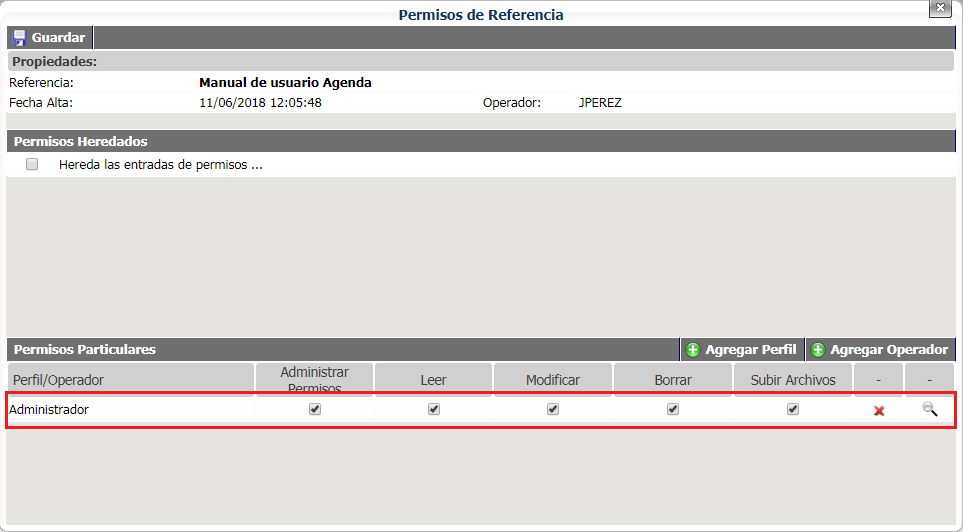 Permisos de Referencia
Guardar
Propiedades:
Referencia: Manual de usuario Agenda
Fecha Alta: 11/06/2018 12:05:48 Operador: JPEREZ
Permisos Heredados
Hereda las entradas de permisos ...
Permisos Particulares Agregar Perfil Agregar Operador
Perfil/Operador Administrar Permisos Leer Modificar Borrar Subir Archivos - -
Administrador